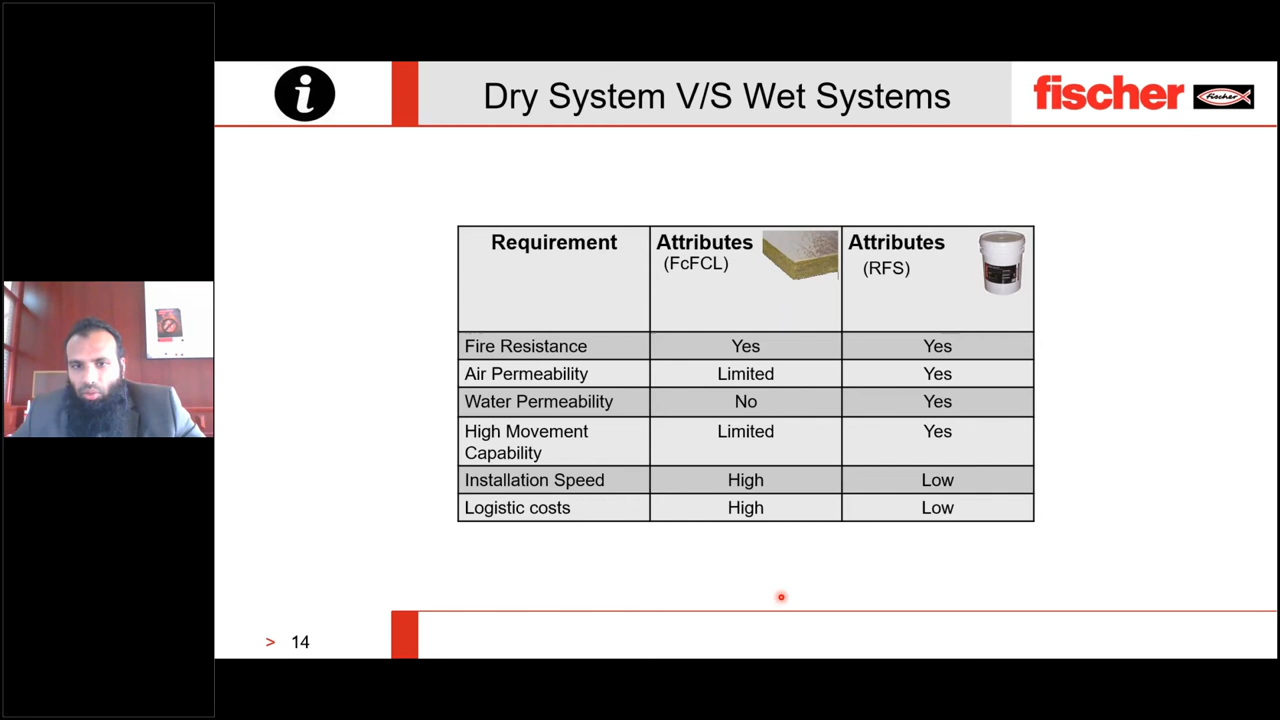 Dry System V/S Wet Systems
fischer
fischer
Requirement Attributes Attributes
(FcFCL) (RFS)
Fire Resistance Yes Yes
Air Permeability Limited Yes
Water Permeability No Yes
High Movement Limited Yes
Capability
Installation Speed High Low
Logistic costs High Low
> 14